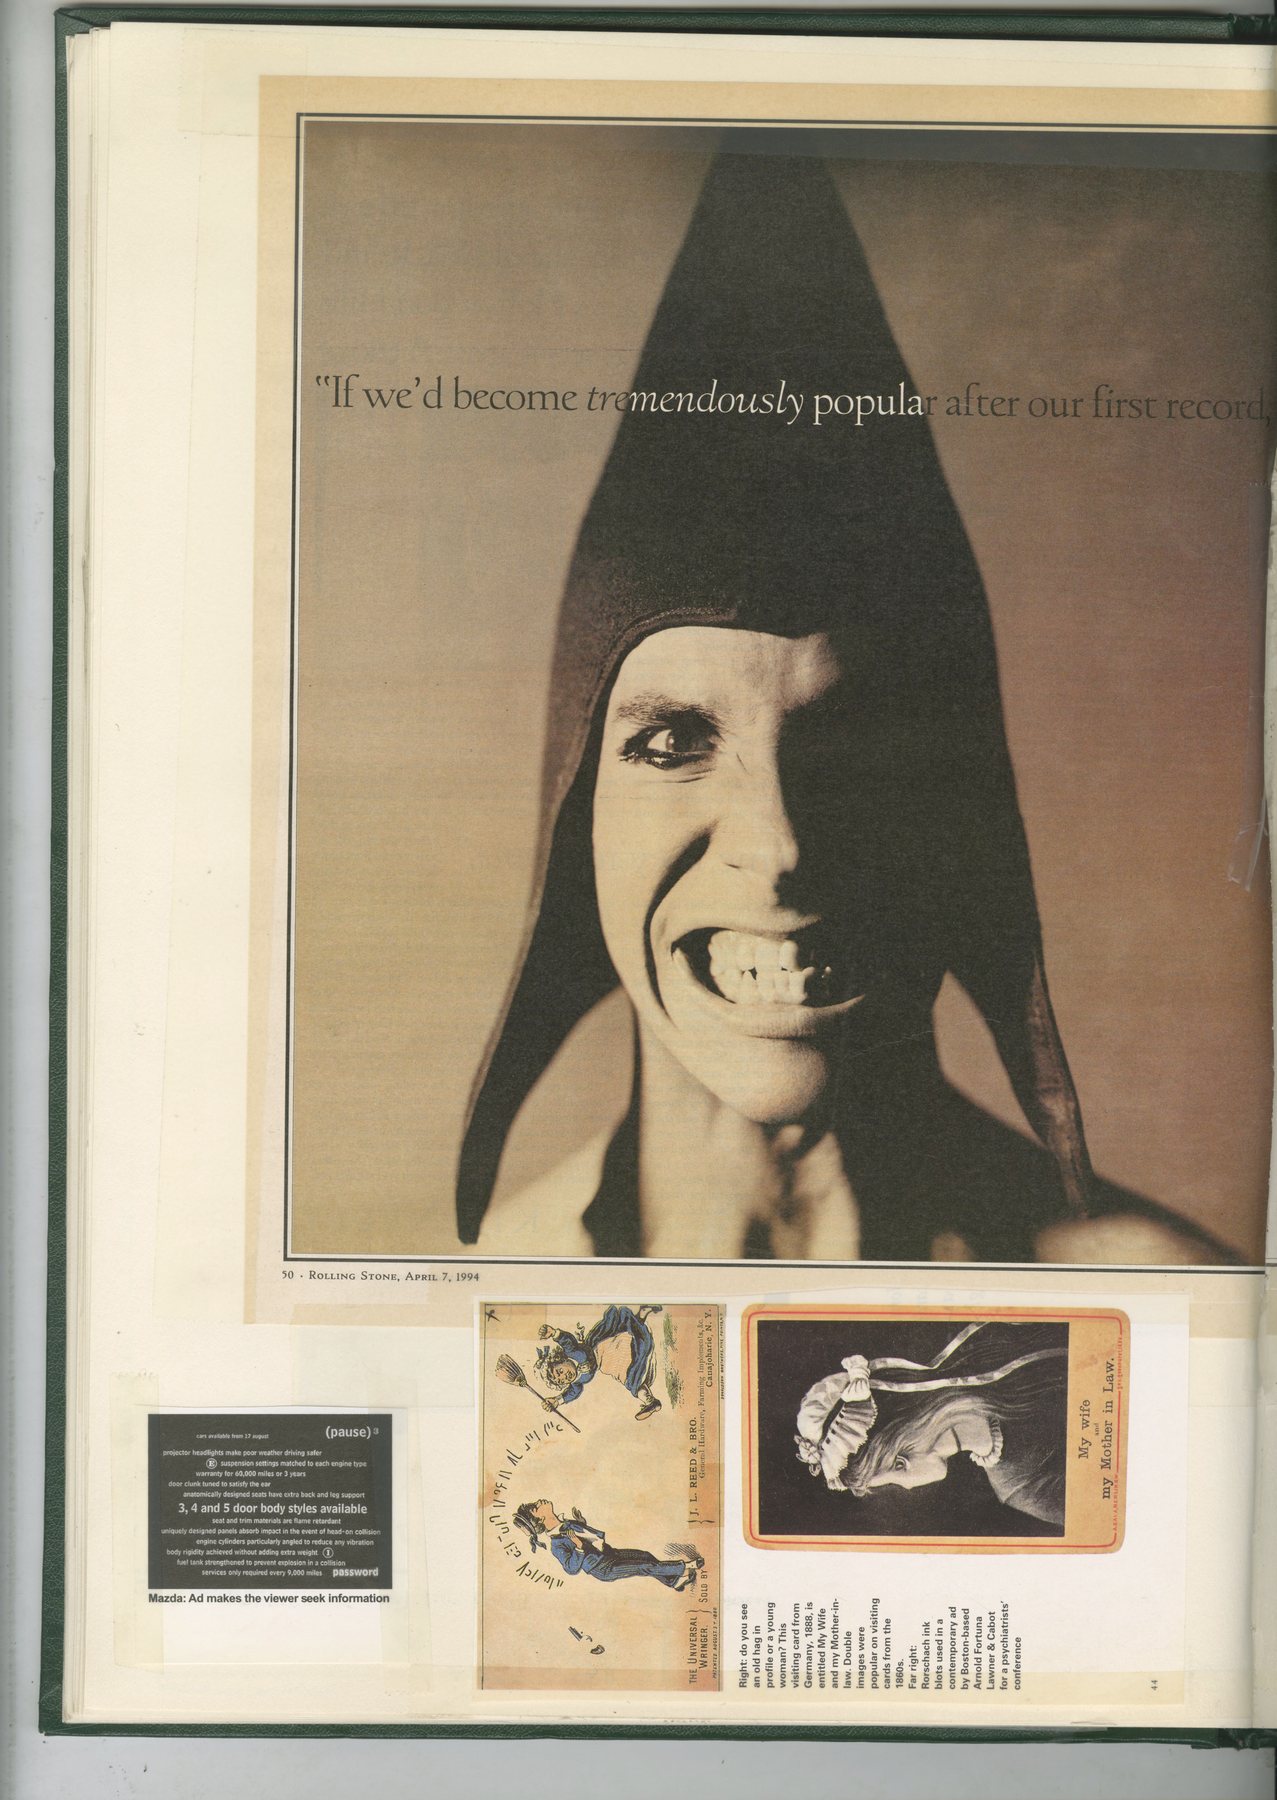 “If we’d become tremendously popular after our first record,
50 · Rolling Stone, April 7, 1994
cars available from 17 august
(pause)3
projector headlights make poor weather driving safer
R suspension settings matched to each engine type
warranty for 60,000 miles or 3 years
door clunk tuned to satisfy the ear
anatomically designed seats have extra back and leg support
3, 4 and 5 door body styles available
seat and trim materials are flame retardant
uniquely designed panels absorb impact in the event of head-on collision
engine cylinders particularly angled to reduce any vibration
body rigidity achieved without adding extra weight I
fuel tank strengthened to prevent explosion in a collision
services only required every 9,000 miles password
Mazda: Ad makes the viewer seek information
THE UNIVERSAL
WRINGER.
PATENTED AUGUST
SOLD BY
J. L. REED & BRO.
General Hardware, Farming Implements, &c.
Canajoharie, N. Y.
My wife
and
my Mother in Law.
Right: do you see
an old hag in
profile or a young
woman? This
visiting card from
Germany, 1888, is
entitled My Wife
and my Mother-in-
law. Double
images were
popular on visiting
cards from the
1860s.
Far right:
Rorschach ink
blots used in a
contemporary ad
by Boston-based
Arnold Fortuna
Lawner & Cabot
for a psychiatrists’
conference
44